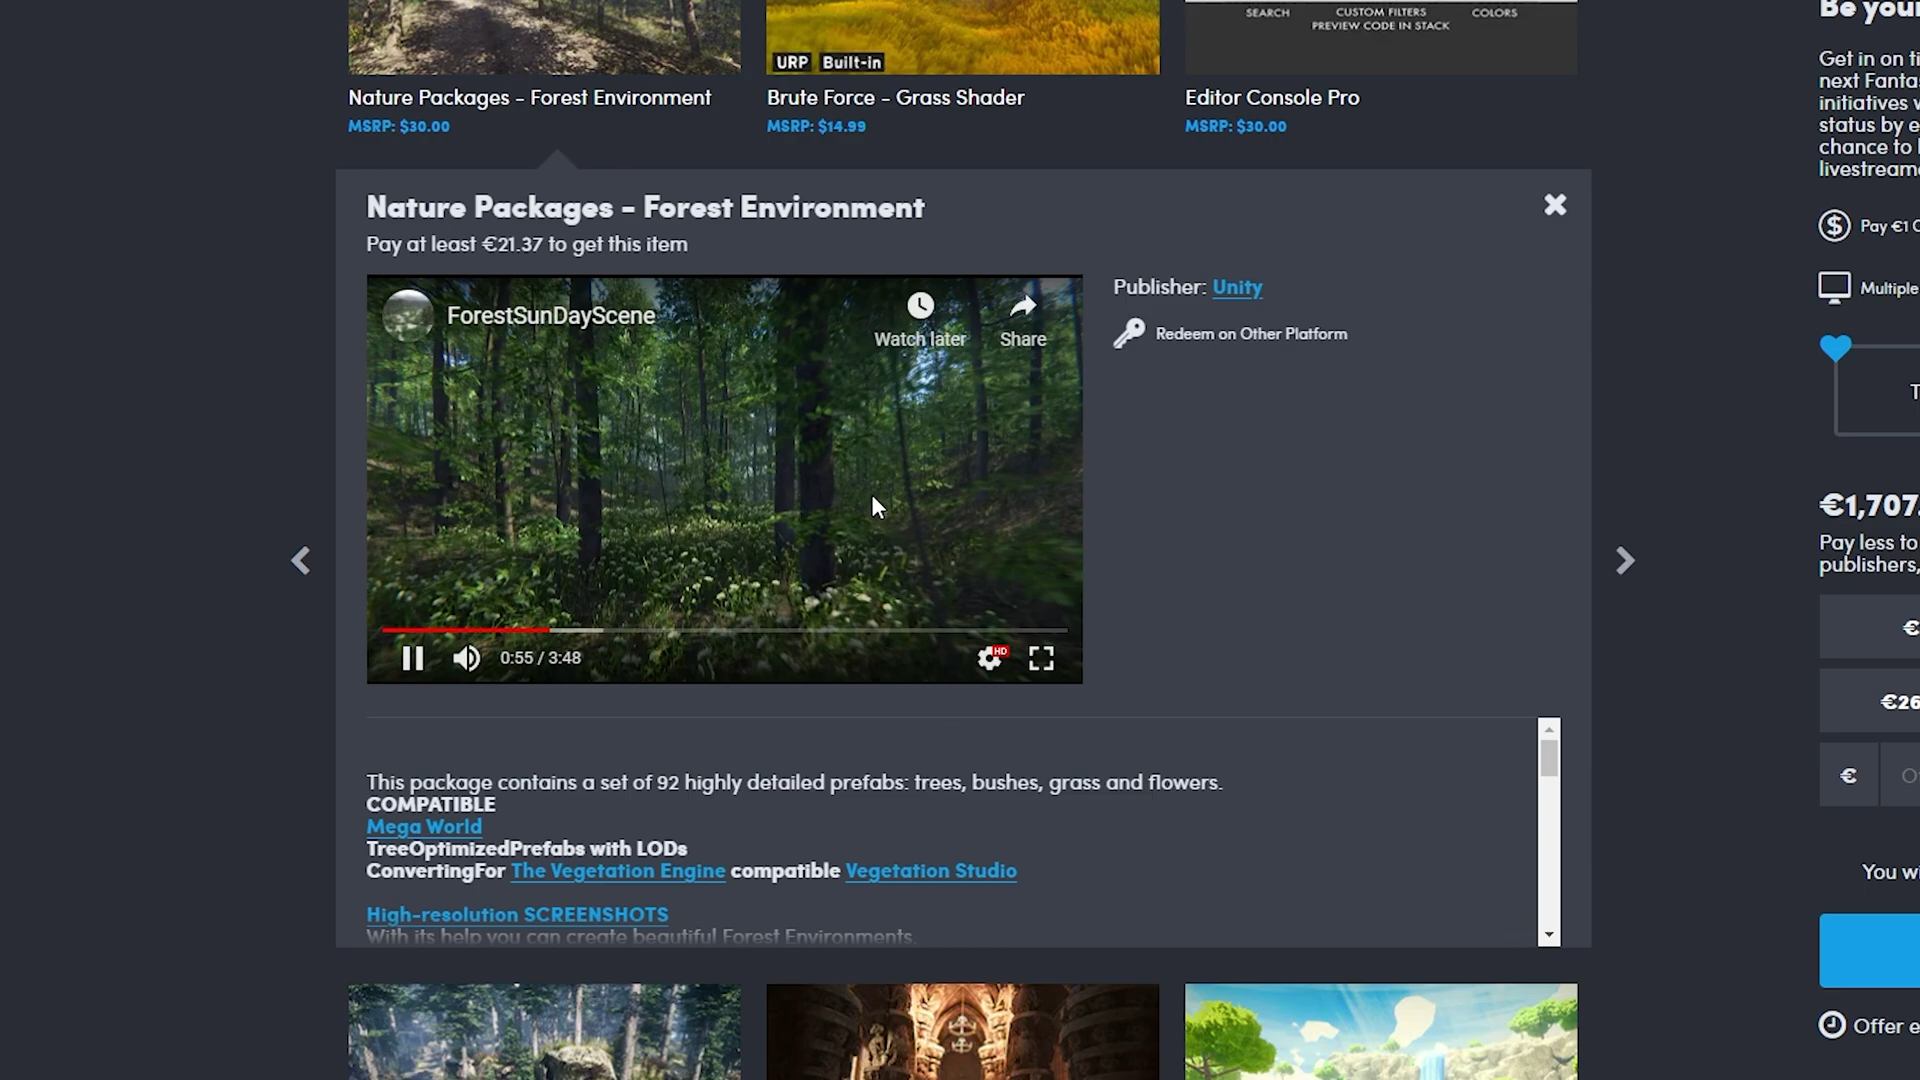 SEARCH
CUSTOM FILTERS
COLORS
PREVIEW CODE IN STACK
URP Built-in
Nature Packages - Forest Environment
MSRP: $30.00
Brute Force - Grass Shader
MSRP: $14.99
Editor Console Pro
MSRP: $30.00
Nature Packages - Forest Environment
Pay at least €21.37 to get this item
ForestSunDayScene
Watch later
Share
0:55 / 3:48
HD
Publisher: Unity
Redeem on Other Platform
This package contains a set of 92 highly detailed prefabs: trees, bushes, grass and flowers.
COMPATIBLE
Mega World
TreeOptimizedPrefabs with LODs
ConvertingFor The Vegetation Engine compatible Vegetation Studio
High-resolution SCREENSHOTS
With its help you can create beautiful Forest Environments.
Be your
Get in on ti
next Fanta
initiatives
status by e
chance to
livestream
Pay €1
Multiple
T
€1,707.
Pay less to
publishers,
€
€26
€
You wi
Offer e